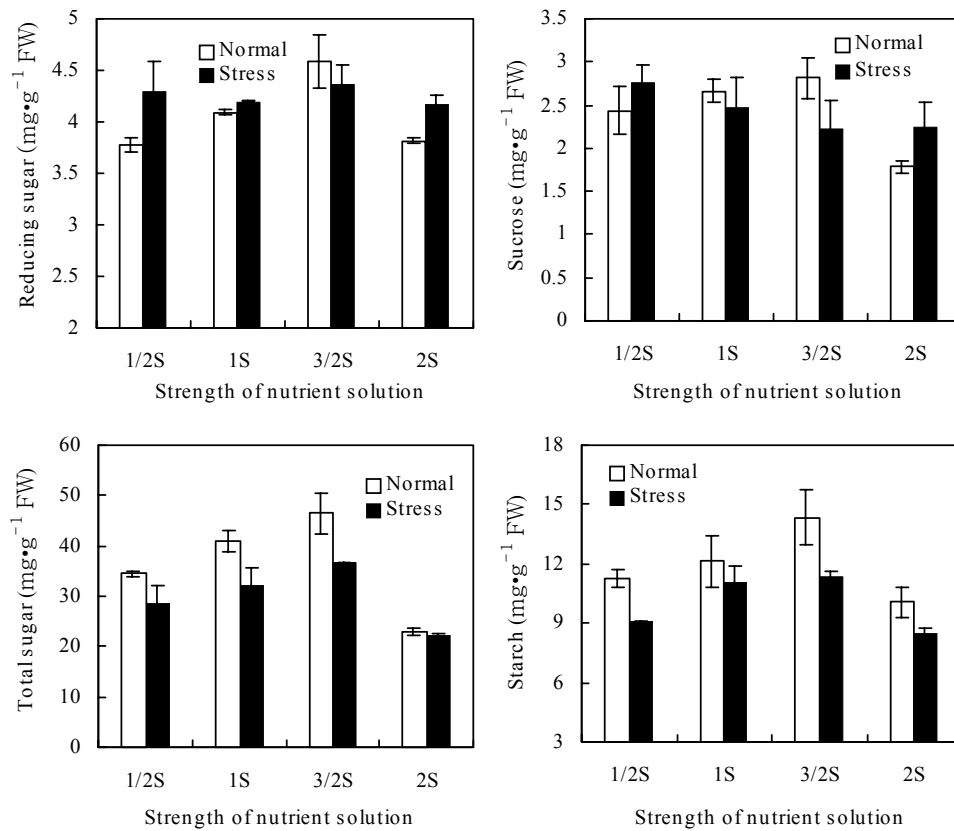 Reducing sugar (mg•g⁻¹ FW)
5
4.5
4
3.5
3
2.5
2
Normal
Stress
1/2S 1S 3/2S 2S
Strength of nutrient solution
Sucrose (mg•g⁻¹ FW)
3.5
3
2.5
2
1.5
1
0.5
0
Normal
Stress
1/2S 1S 3/2S 2S
Strength of nutrient solution
Total sugar (mg•g⁻¹ FW)
60
50
40
30
20
10
0
Normal
Stress
1/2S 1S 3/2S 2S
Strength of nutrient solution
Starch (mg•g⁻¹ FW)
18
15
12
9
6
3
Normal
Stress
1/2S 1S 3/2S 2S
Strength of nutrient solution